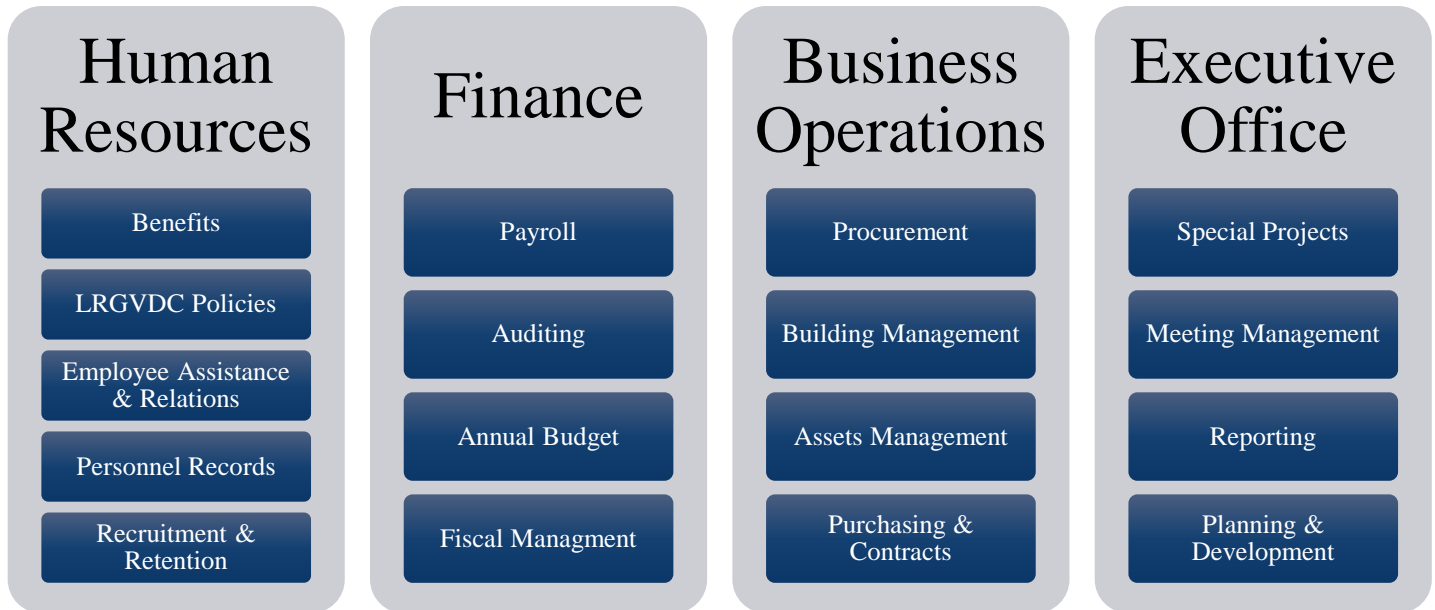 Human
Resources
Benefits
LRGVDC Policies
Employee Assistance
& Relations
Personnel Records
Recruitment &
Retention
Finance
Payroll
Auditing
Annual Budget
Fiscal Managment
Business
Operations
Procurement
Building Management
Assets Management
Purchasing &
Contracts
Executive
Office
Special Projects
Meeting Management
Reporting
Planning &
Development